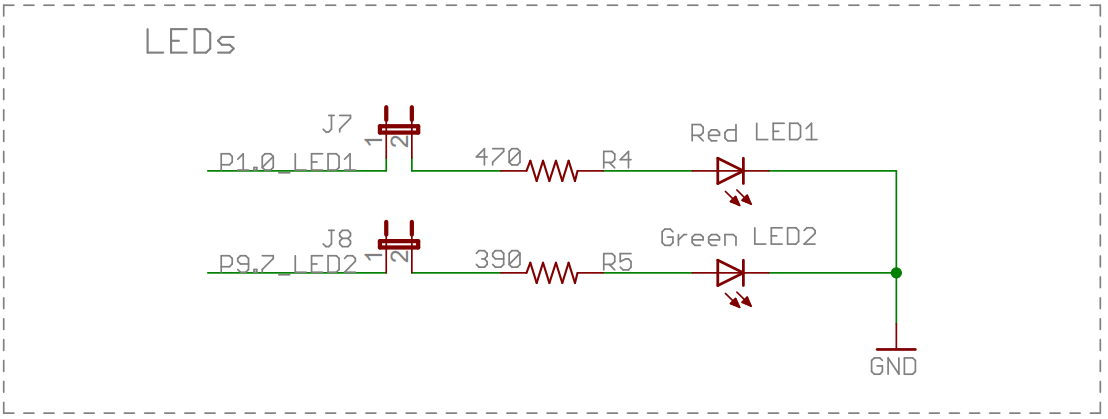 LEDs
J7
1 2
P1.0_LED1
470
R4
Red LED1
J8
1 2
P9.7_LED2
390
R5
Green LED2
GND